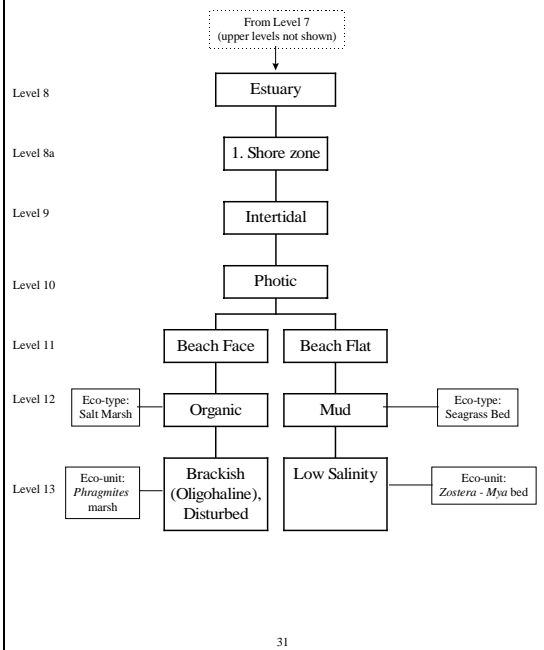 From Level 7
(upper levels not shown)
Level 8
Estuary
Level 8a
1. Shore zone
Level 9
Intertidal
Level 10
Photic
Level 11
Beach Face
Beach Flat
Level 12
Eco-type:
Salt Marsh
Organic
Mud
Eco-type:
Seagrass Bed
Level 13
Eco-unit:
Phragmites
marsh
Brackish
(Oligohaline),
Disturbed
Low Salinity
Eco-unit:
Zostera - Mya bed
31